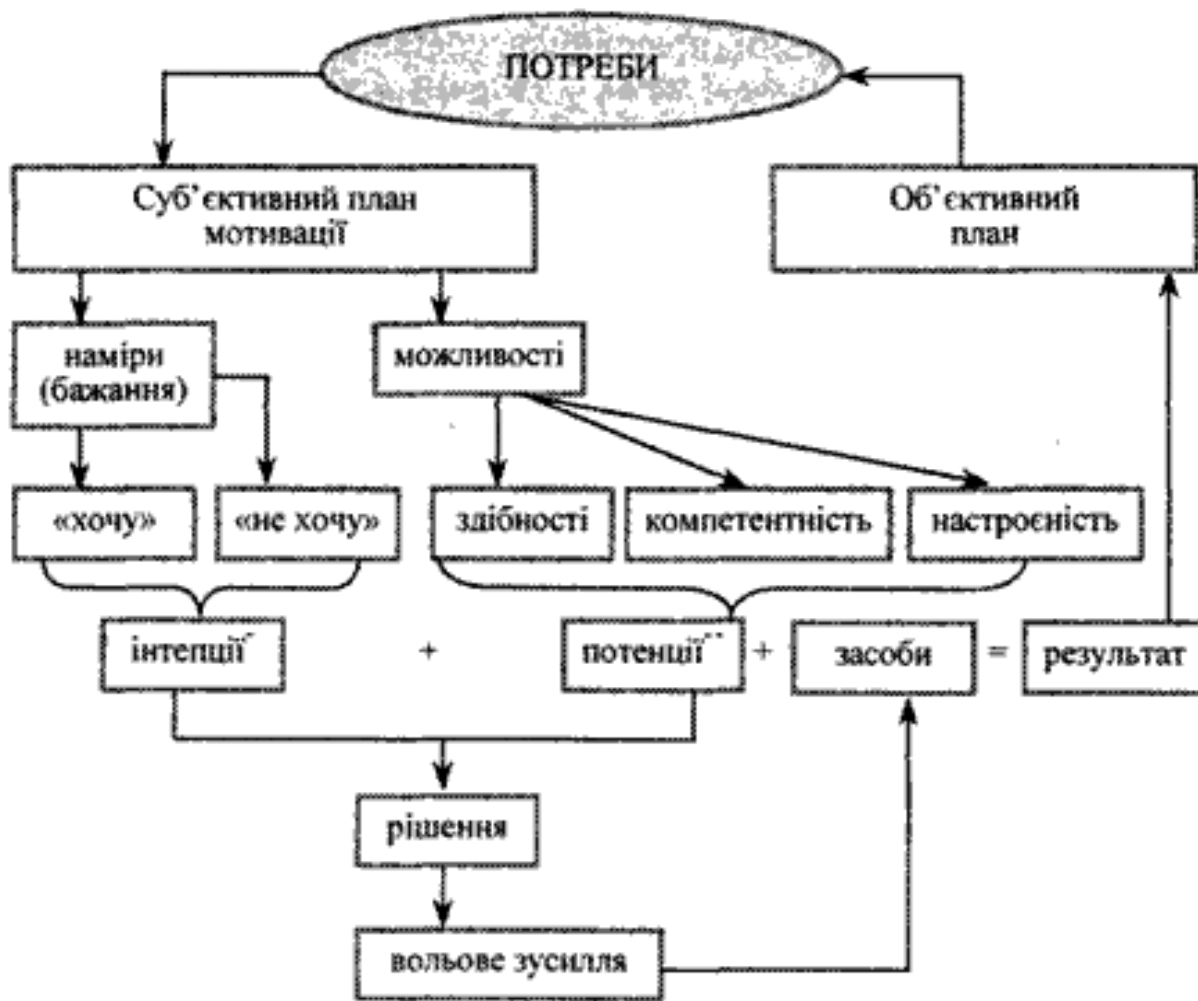 ПОТРЕБИ
Суб’єктивний план
мотивації
Об’єктивний
план
наміри
(бажання)
можливості
«хочу»
«не хочу»
здібності
компетентність
настроєність
інтепції*
+
потенції**
+
засоби
=
результат
рішення
вольове зусилля